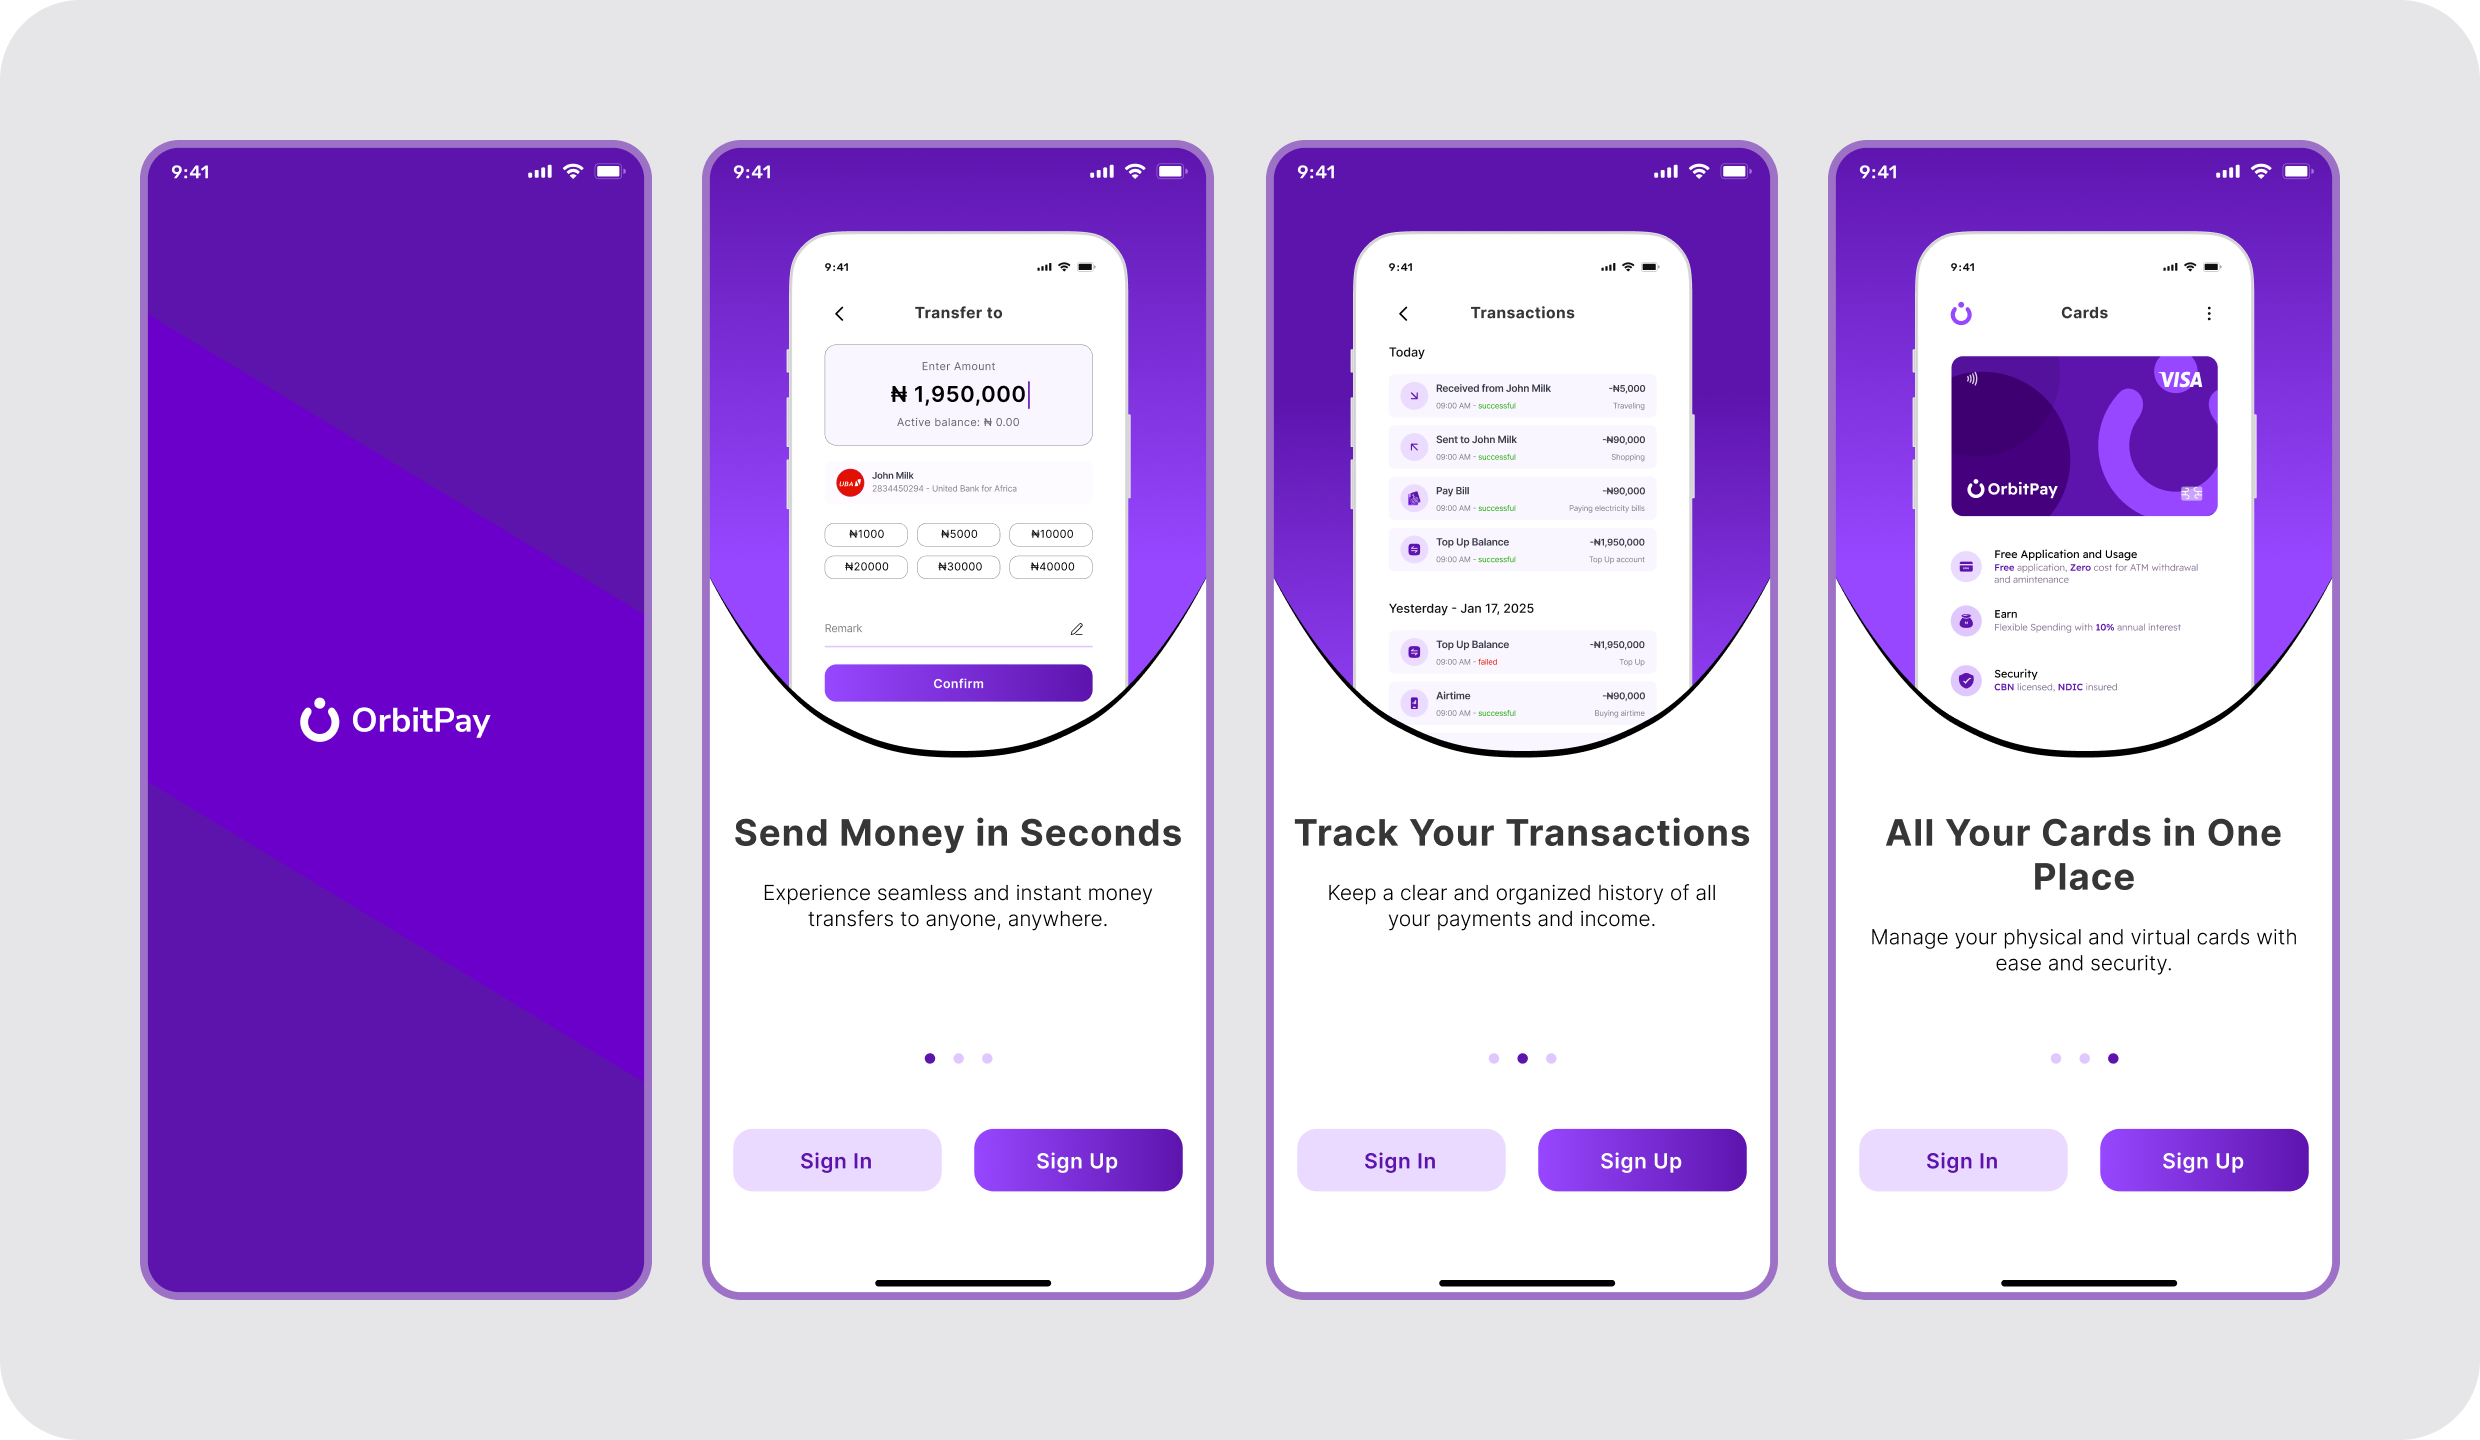 9:41
OrbitPay
9:41
9:41
Transfer to
Enter Amount
₦ 1,950,000
Active balance: ₦ 0.00
UBA
John Milk
2834450294 - United Bank for Africa
₦1000 ₦5000 ₦10000
₦20000 ₦30000 ₦40000
Remark
Confirm
Send Money in Seconds
Experience seamless and instant money
transfers to anyone, anywhere.
Sign In Sign Up
9:41
9:41
Transactions
Today
Received from John Milk -₦5,000
09:00 AM - successful Traveling
Sent to John Milk -₦90,000
09:00 AM - successful Shopping
Pay Bill -₦90,000
09:00 AM - successful Paying electricity bills
Top Up Balance -₦1,950,000
09:00 AM - successful Top Up account
Yesterday - Jan 17, 2025
Top Up Balance -₦1,950,000
09:00 AM - failed Top Up
Airtime -₦90,000
09:00 AM - successful Buying airtime
Track Your Transactions
Keep a clear and organized history of all
your payments and income.
Sign In Sign Up
9:41
9:41
Cards
VISA
OrbitPay
Free Application and Usage
Free application, Zero cost for ATM withdrawal
and amintenance
Earn
Flexible Spending with 10% annual interest
Security
CBN licensed, NDIC insured
All Your Cards in One
Place
Manage your physical and virtual cards with
ease and security.
Sign In Sign Up